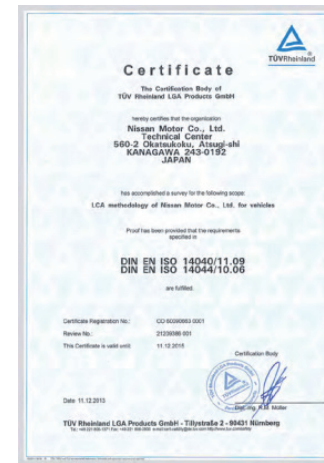 TÜVRheinland
Certificate
The Certification Body of
TÜV Rheinland LGA Products GmbH
hereby certifies that the organisation
Nissan Motor Co., Ltd.
Technical Center
560-2 Okatsukoku, Atsugi-shi
KANAGAWA 243-0192
JAPAN
has accomplished a survey for the following scope:
LCA methodology of Nissan Motor Co., Ltd. for vehicles
Proof has been provided that the requirements
specified in
DIN EN ISO 14040/11.09
DIN EN ISO 14044/10.06
are fulfilled.
Certificate Registration No.:
Review No.:
This Certificate is valid until: 11.12.2015
Certification Body
Date: 11.12.2013
Müller
TÜV Rheinland LGA Products GmbH - Tillystraße 2 - 90431 Nürnberg